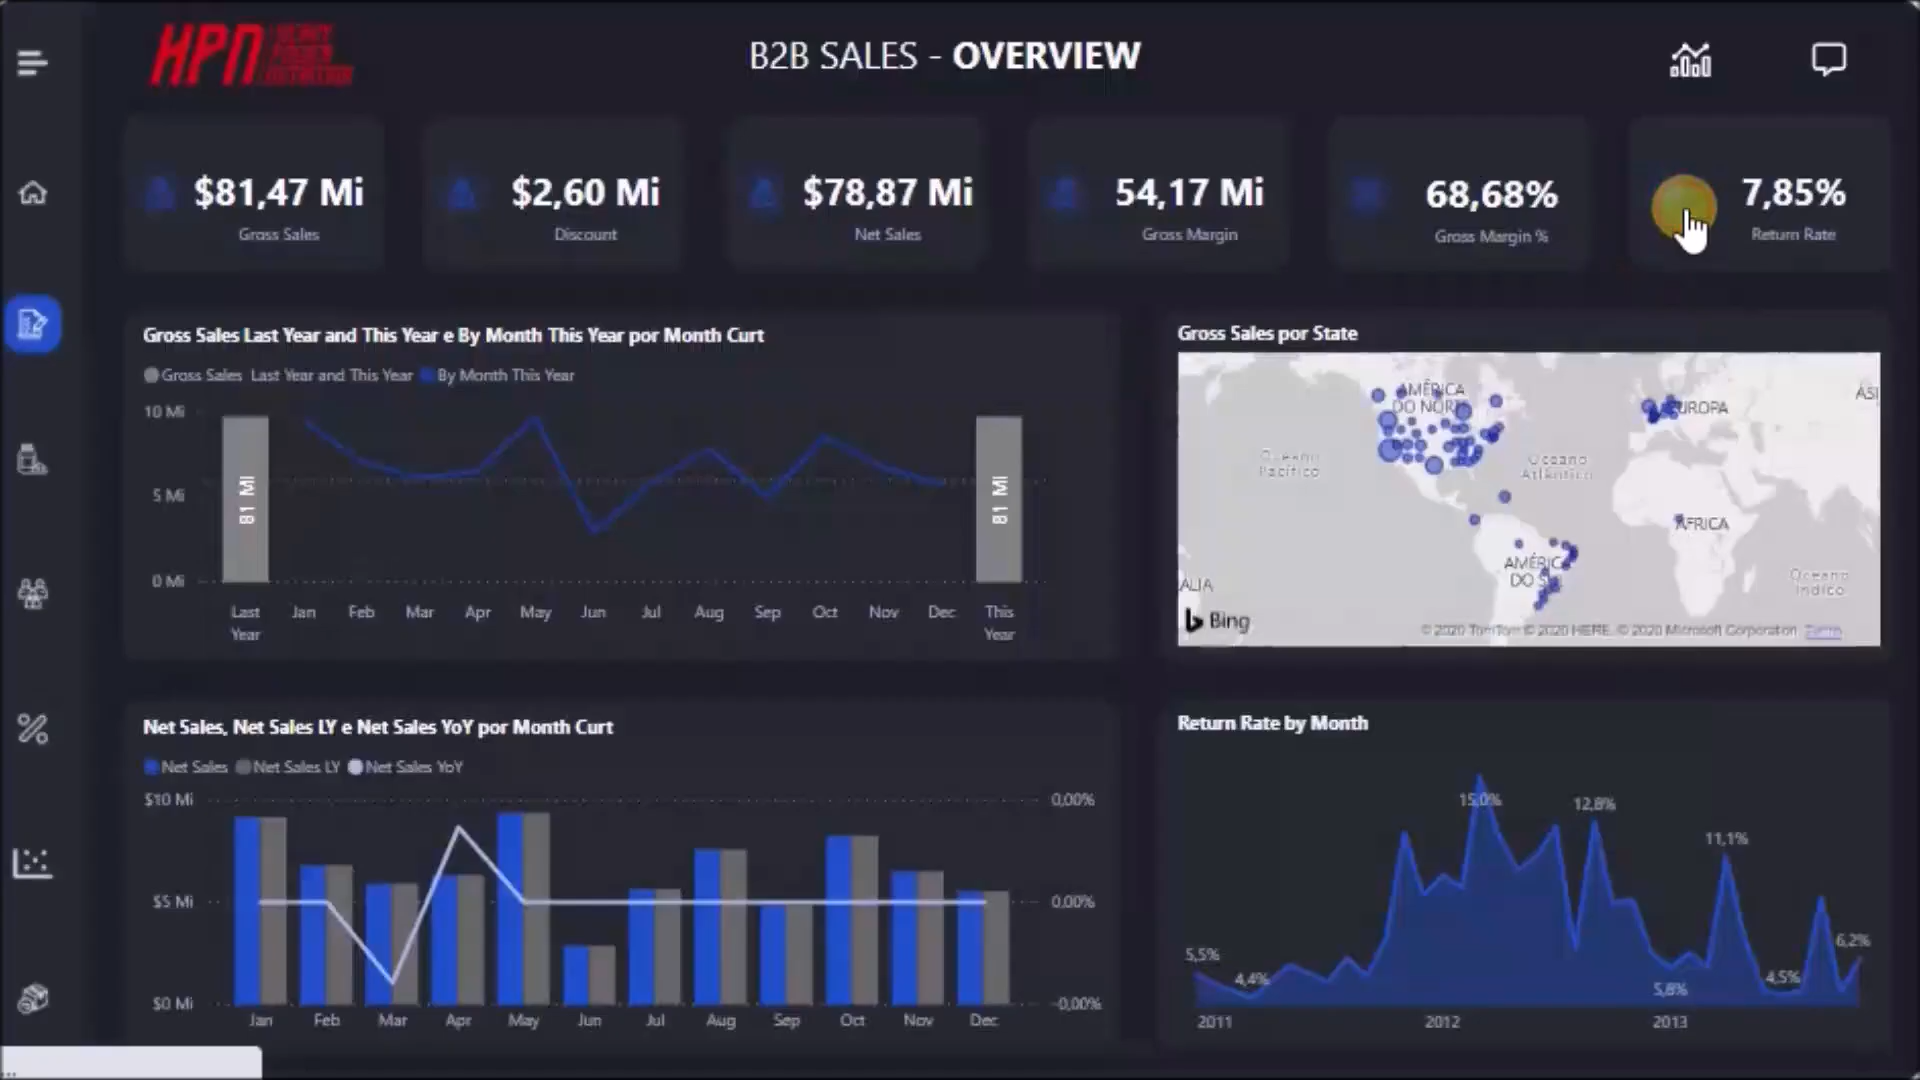 HPN
B2B SALES - OVERVIEW
$81,47 Mi
Gross Sales
$2,60 Mi
Discount
$78,87 Mi
Net Sales
54,17 Mi
Gross Margin
68,68%
Gross Margin %
7,85%
Return Rate
Gross Sales Last Year and This Year e By Month This Year por Month Curt
Gross Sales Last Year and This Year By Month This Year
10 Mi
5 Mi
0 Mi
81 Mi
81 Mi
Last Year Jan Feb Mar Apr May Jun Jul Aug Sep Oct Nov Dec This Year
Gross Sales por State
AMÉRICA
DO NORT
EUROPA
ÁSI
Oceano
Pacífico
Oceano
Atlântico
ÁFRICA
AMÉRIC
DO S
ALIA
Oceano
Índico
Bing
© 2020 TomTom © 2020 HERE, © 2020 Microsoft Corporation Terms
Net Sales, Net Sales LY e Net Sales YoY por Month Curt
Net Sales Net Sales LY Net Sales YoY
$10 Mi
$5 Mi
$0 Mi
0,00%
0,00%
-0,00%
Jan Feb Mar Apr May Jun Jul Aug Sep Oct Nov Dec
Return Rate by Month
5,5%
4,4%
15,0%
12,8%
5,8%
11,1%
4,5%
6,2%
2011 2012 2013
...